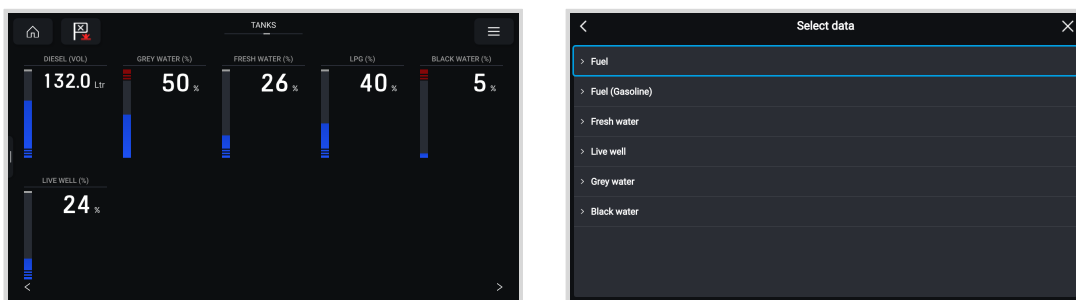 TANKS
DIESEL (VOL)
132.0 Ltr
GREY WATER (%)
50 %
FRESH WATER (%)
26 %
LPG (%)
40 %
BLACK WATER (%)
5 %
LIVE WELL (%)
24 %
Select data
Fuel
Fuel (Gasoline)
Fresh water
Live well
Grey water
Black water